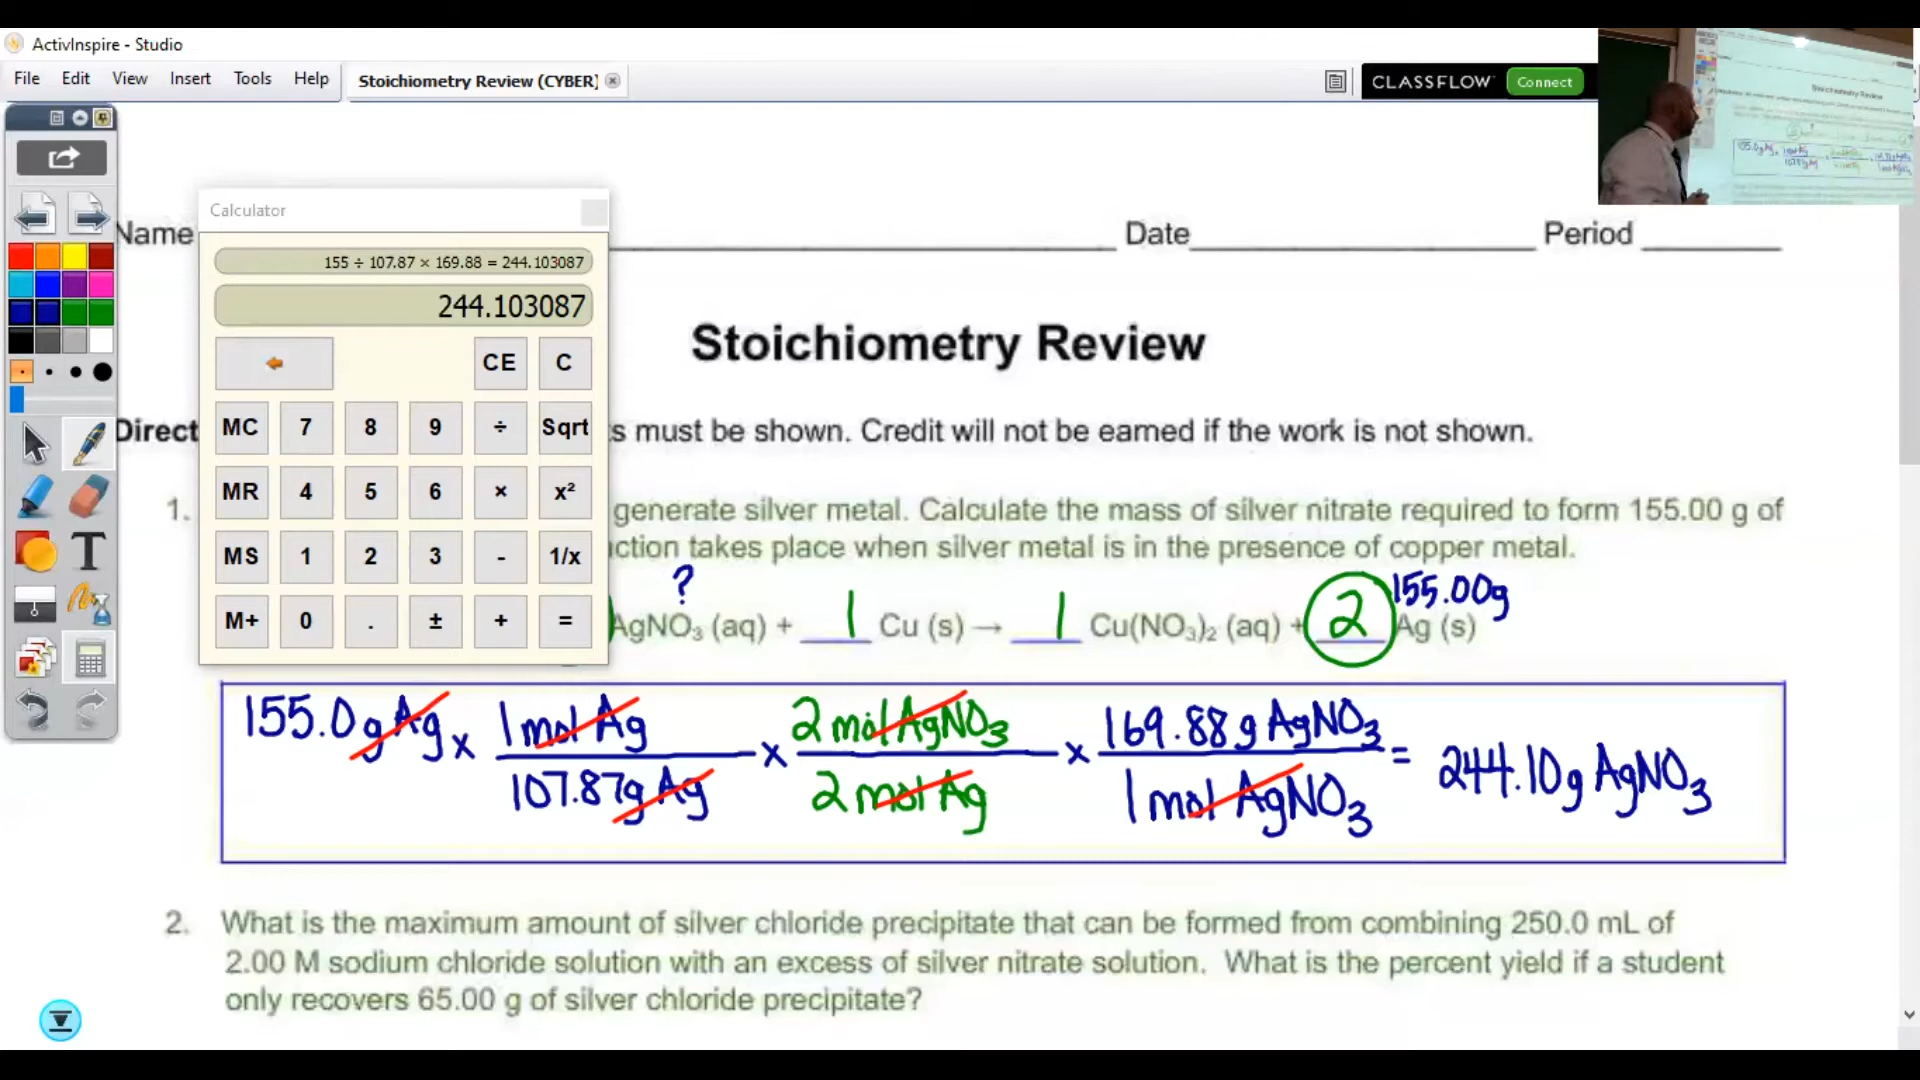 ActivInspire - Studio
File Edit View Insert Tools Help
Stoichiometry Review (CYBER)
CLASSFLOW Connect
Calculator
155 ÷ 107.87 × 169.88 = 244.103087
244.103087
CE C
MC 7 8 9 ÷ Sqrt
MR 4 5 6 × x²
MS 1 2 3 - 1/x
M+ 0 . ± + =
Name Date Period
Stoichiometry Review
Direct s must be shown. Credit will not be earned if the work is not shown.
1. generate silver metal. Calculate the mass of silver nitrate required to form 155.00 g of
ction takes place when silver metal is in the presence of copper metal.
? 155.00g
AgNO₃ (aq) + 1 Cu (s) → 1 Cu(NO₃)₂ (aq) + 2 Ag (s)
155.0g Ag × 1 mol Ag / 107.87g Ag × 2 mol AgNO₃ / 2 mol Ag × 169.88g AgNO₃ / 1 mol AgNO₃ = 244.10g AgNO₃
2. What is the maximum amount of silver chloride precipitate that can be formed from combining 250.0 mL of
2.00 M sodium chloride solution with an excess of silver nitrate solution. What is the percent yield if a student
only recovers 65.00 g of silver chloride precipitate?
Stoichiometry Review